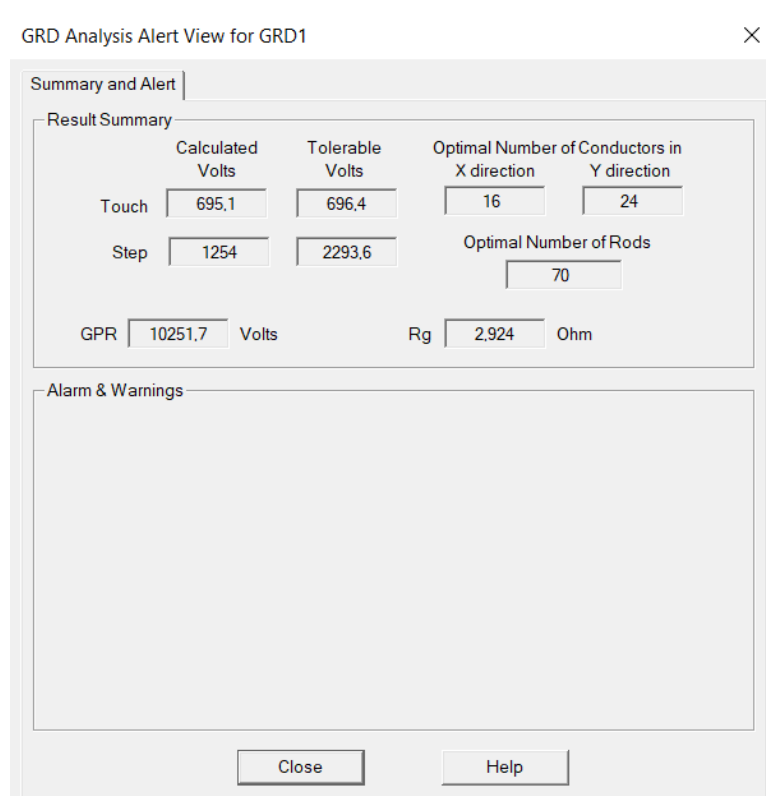 GRD Analysis Alert View for GRD1
Summary and Alert
Result Summary
Calculated Volts
Tolerable Volts
Optimal Number of Conductors in
X direction
Y direction
Touch 695,1 696,4 16 24
Step 1254 2293,6
Optimal Number of Rods
70
GPR 10251,7 Volts
Rg 2,924 Ohm
Alarm & Warnings
Close
Help